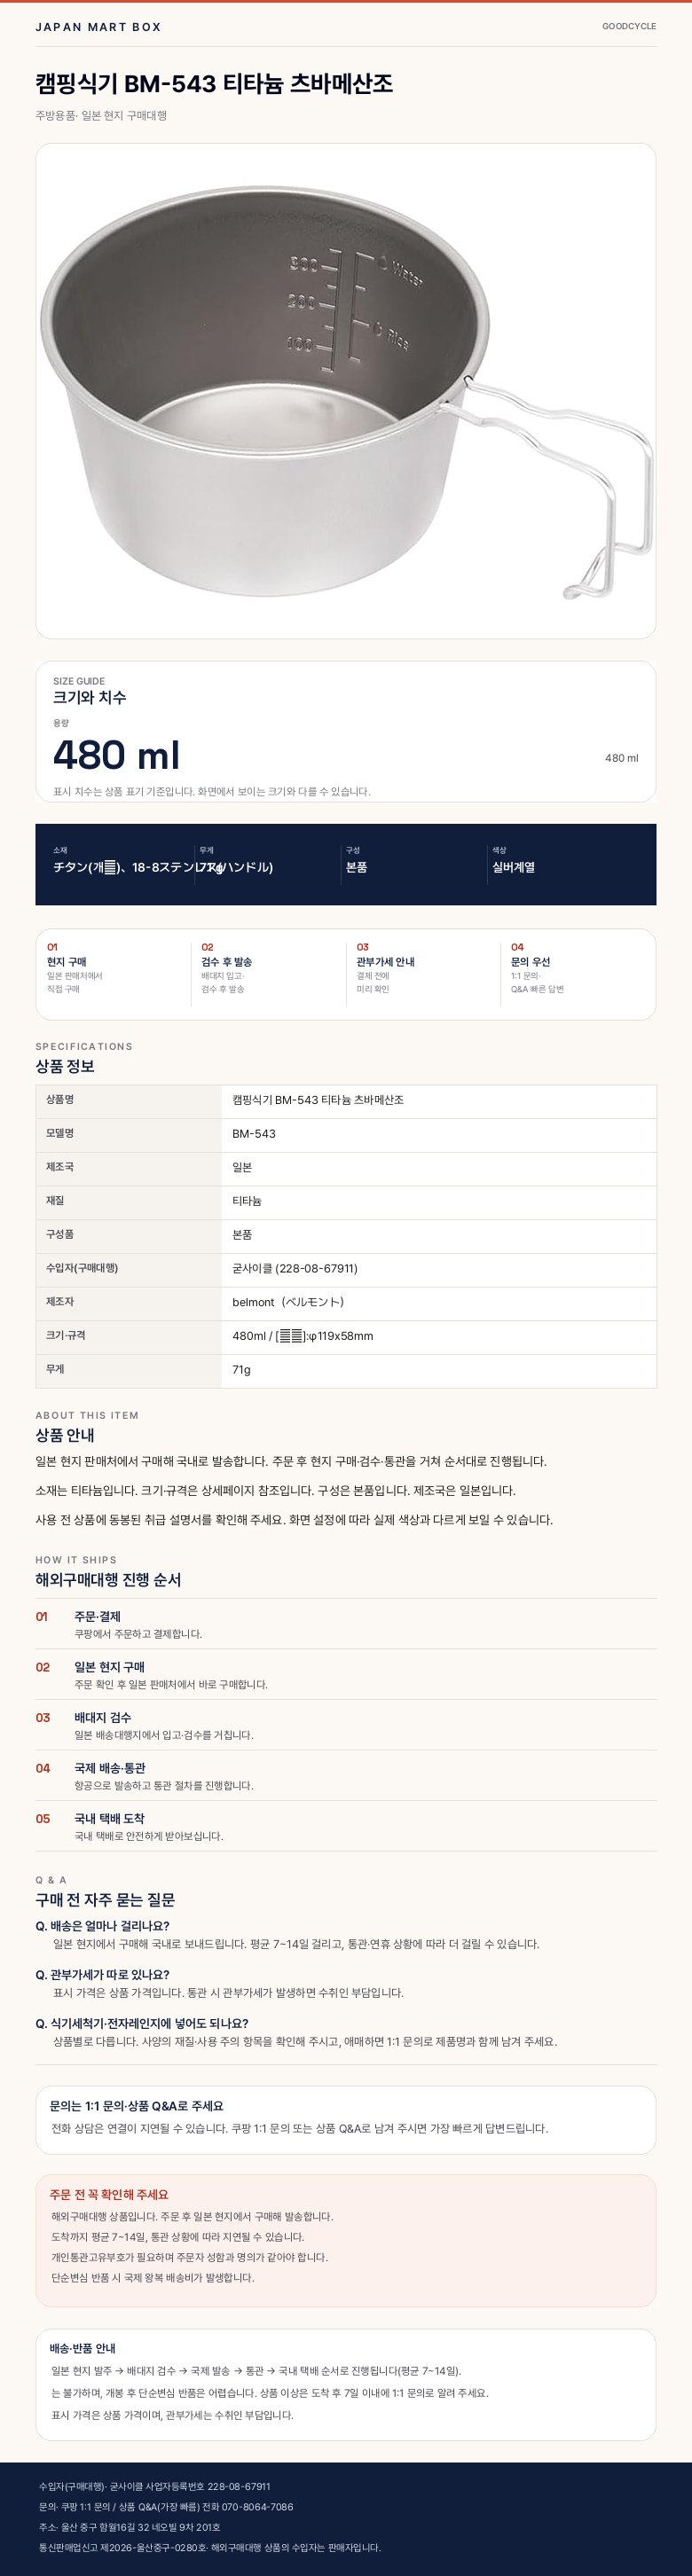 JAPAN MART BOX
GOODCYCLE
캠핑식기 BM-543 티타늄 츠바메산조
주방용품· 일본 현지 구매대행
300
200
100
Water
Rice
SIZE GUIDE
크기와 치수
용량
480 ml
480 ml
표시 치수는 상품 표기 기준입니다. 화면에서 보이는 크기와 다를 수 있습니다.
소재
チタン(개)、18-8ステンレス(ハンドル)
무게
71g
구성
본품
색상
실버계열
01
현지 구매
일본 판매처에서
직접 구매
02
검수 후 발송
배대지 입고·
검수 후 발송
03
관부가세 안내
결제 전에
미리 확인
04
문의 우선
1:1 문의·
Q&A 빠른 답변
SPECIFICATIONS
상품 정보
상품명 캠핑식기 BM-543 티타늄 츠바메산조
모델명 BM-543
제조국 일본
재질 티타늄
구성품 본품
수입자(구매대행) 굳사이클 (228-08-67911)
제조자 belmont（ベルモント）
크기·규격 480ml / []:φ119x58mm
무게 71g
ABOUT THIS ITEM
상품 안내
일본 현지 판매처에서 구매해 국내로 발송합니다. 주문 후 현지 구매·검수·통관을 거쳐 순서대로 진행됩니다.
소재는 티타늄입니다. 크기·규격은 상세페이지 참조입니다. 구성은 본품입니다. 제조국은 일본입니다.
사용 전 상품에 동봉된 취급 설명서를 확인해 주세요. 화면 설정에 따라 실제 색상과 다르게 보일 수 있습니다.
HOW IT SHIPS
해외구매대행 진행 순서
01 주문·결제
쿠팡에서 주문하고 결제합니다.
02 일본 현지 구매
주문 확인 후 일본 판매처에서 바로 구매합니다.
03 배대지 검수
일본 배송대행지에서 입고·검수를 거칩니다.
04 국제 배송·통관
항공으로 발송하고 통관 절차를 진행합니다.
05 국내 택배 도착
국내 택배로 안전하게 받아보십니다.
Q & A
구매 전 자주 묻는 질문
Q. 배송은 얼마나 걸리나요?
일본 현지에서 구매해 국내로 보내드립니다. 평균 7~14일 걸리고, 통관·연휴 상황에 따라 더 걸릴 수 있습니다.
Q. 관부가세가 따로 있나요?
표시 가격은 상품 가격입니다. 통관 시 관부가세가 발생하면 수취인 부담입니다.
Q. 식기세척기·전자레인지에 넣어도 되나요?
상품별로 다릅니다. 사양의 재질·사용 주의 항목을 확인해 주시고, 애매하면 1:1 문의로 제품명과 함께 남겨 주세요.
문의는 1:1 문의·상품 Q&A로 주세요
전화 상담은 연결이 지연될 수 있습니다. 쿠팡 1:1 문의 또는 상품 Q&A로 남겨 주시면 가장 빠르게 답변드립니다.
주문 전 꼭 확인해 주세요
해외구매대행 상품입니다. 주문 후 일본 현지에서 구매해 발송합니다.
도착까지 평균 7~14일, 통관 상황에 따라 지연될 수 있습니다.
개인통관고유부호가 필요하며 주문자 성함과 명의가 같아야 합니다.
단순변심 반품 시 국제 왕복 배송비가 발생합니다.
배송·반품 안내
일본 현지 발주 → 배대지 검수 → 국제 발송 → 통관 → 국내 택배 순서로 진행됩니다(평균 7~14일).
는 불가하며, 개봉 후 단순변심 반품은 어렵습니다. 상품 이상은 도착 후 7일 이내에 1:1 문의로 알려 주세요.
표시 가격은 상품 가격이며, 관부가세는 수취인 부담입니다.
수입자(구매대행)· 굳사이클 사업자등록번호 228-08-67911
문의· 쿠팡 1:1 문의 / 상품 Q&A(가장 빠름) 전화 070-8064-7086
주소· 울산 중구 함월16길 32 네오빌 9차 201호
통신판매업신고 제2026-울산중구-0280호· 해외구매대행 상품의 수입자는 판매자입니다.